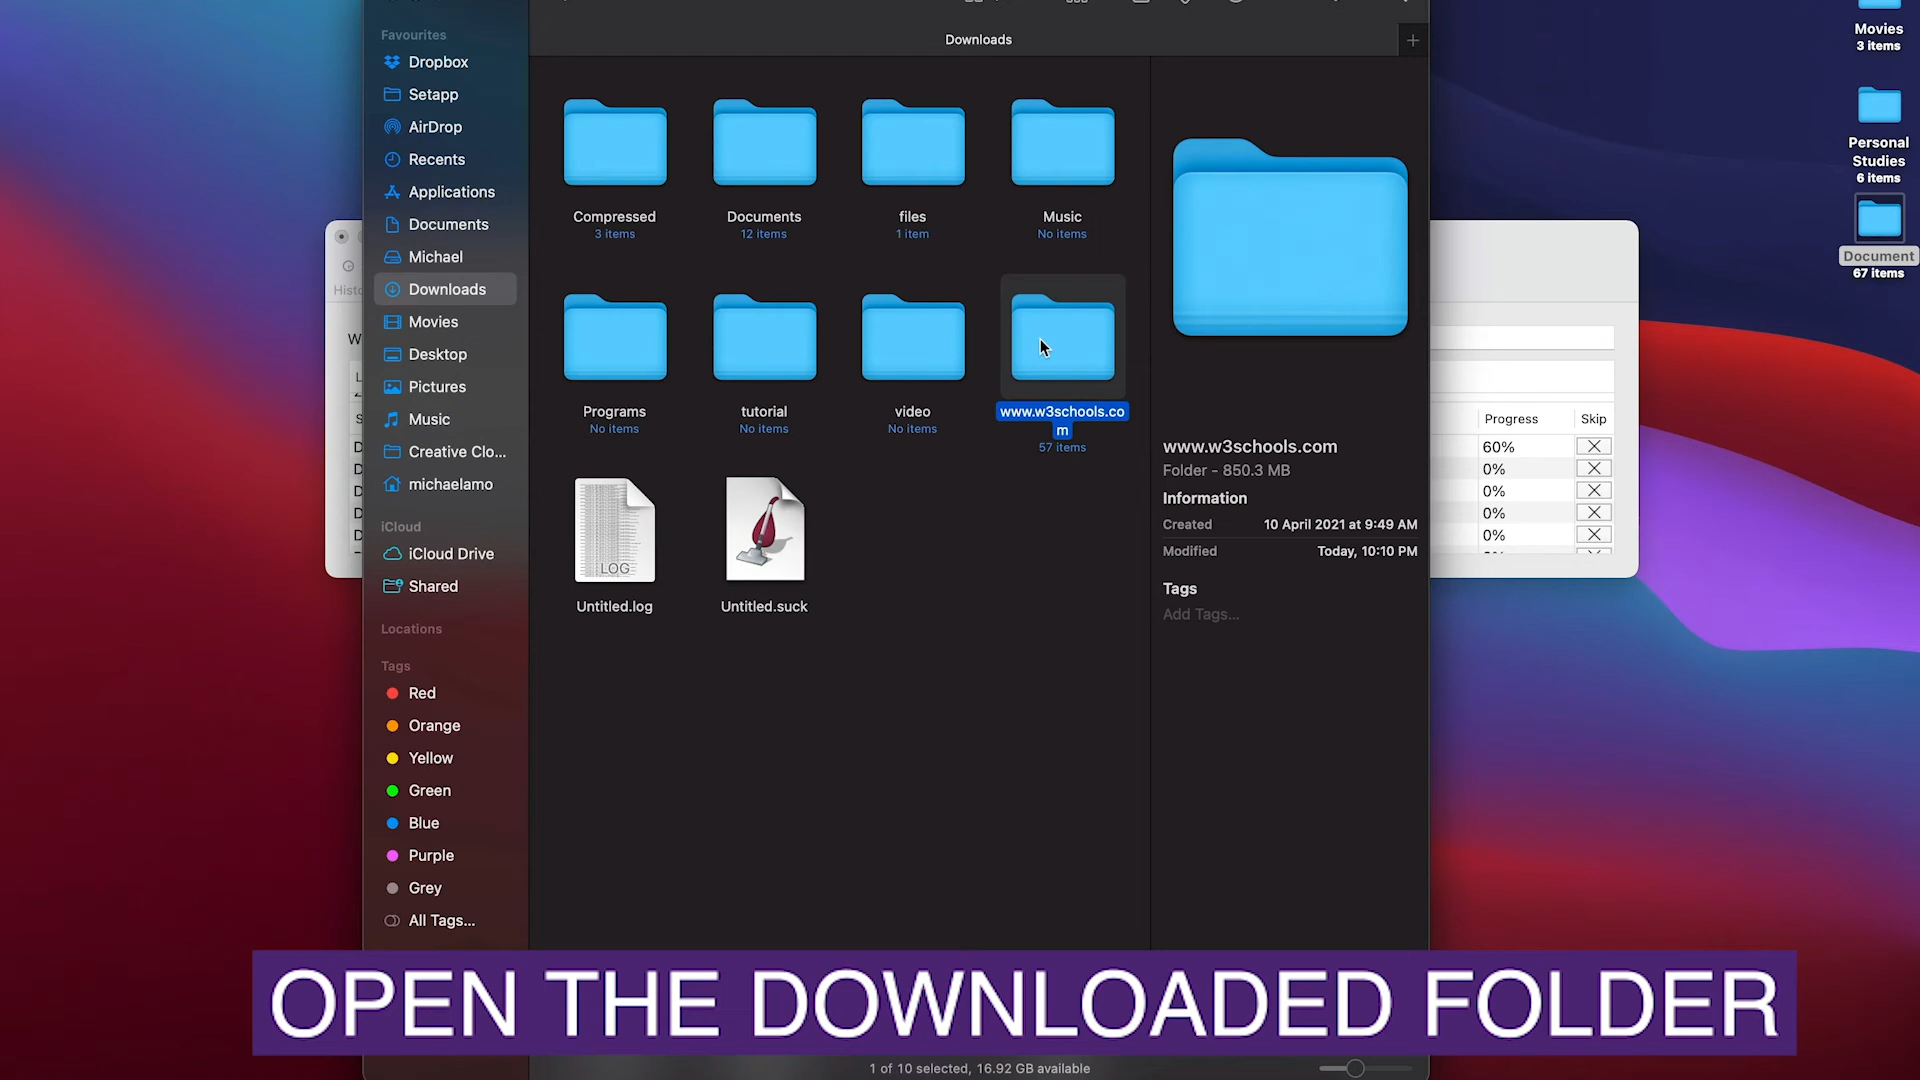 Favourites
Dropbox
Setapp
AirDrop
Recents
Applications
Documents
Michael
Downloads
Movies
Desktop
Pictures
Music
Creative Clo...
michaelamo
iCloud
iCloud Drive
Shared
Locations
Tags
Red
Orange
Yellow
Green
Blue
Purple
Grey
All Tags...
Downloads
Compressed
3 items
Documents
12 items
files
1 item
Music
No items
Programs
No items
tutorial
No items
video
No items
www.w3schools.co
m
57 items
LOG
Untitled.log
Untitled.suck
www.w3schools.com
Folder - 850.3 MB
Information
Created 10 April 2021 at 9:49 AM
Modified Today, 10:10 PM
Tags
Add Tags...
Progress Skip
60%
0%
0%
0%
0%
Movies
3 items
Personal
Studies
6 items
Document
67 items
OPEN THE DOWNLOADED FOLDER
1 of 10 selected, 16.92 GB available